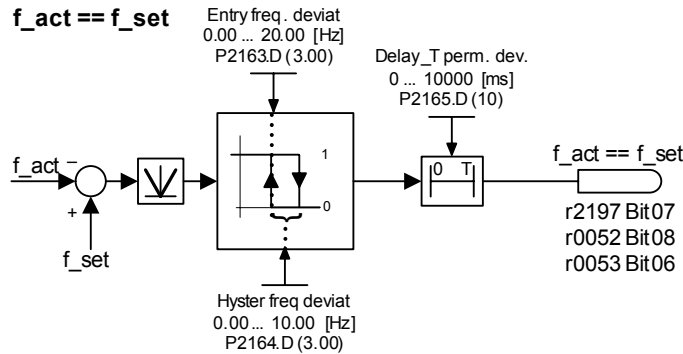 f_act == f_set
Entry freq. deviat
0.00 ... 20.00 [Hz]
P2163.D (3.00)
Delay_T perm. dev.
0 ... 10000 [ms]
P2165.D (10)
f_act
–
+
f_set
1
0
0 T
f_act == f_set
r2197 Bit07
r0052 Bit08
r0053 Bit06
Hyster freq deviat
0.00 ... 10.00 [Hz]
P2164.D (3.00)